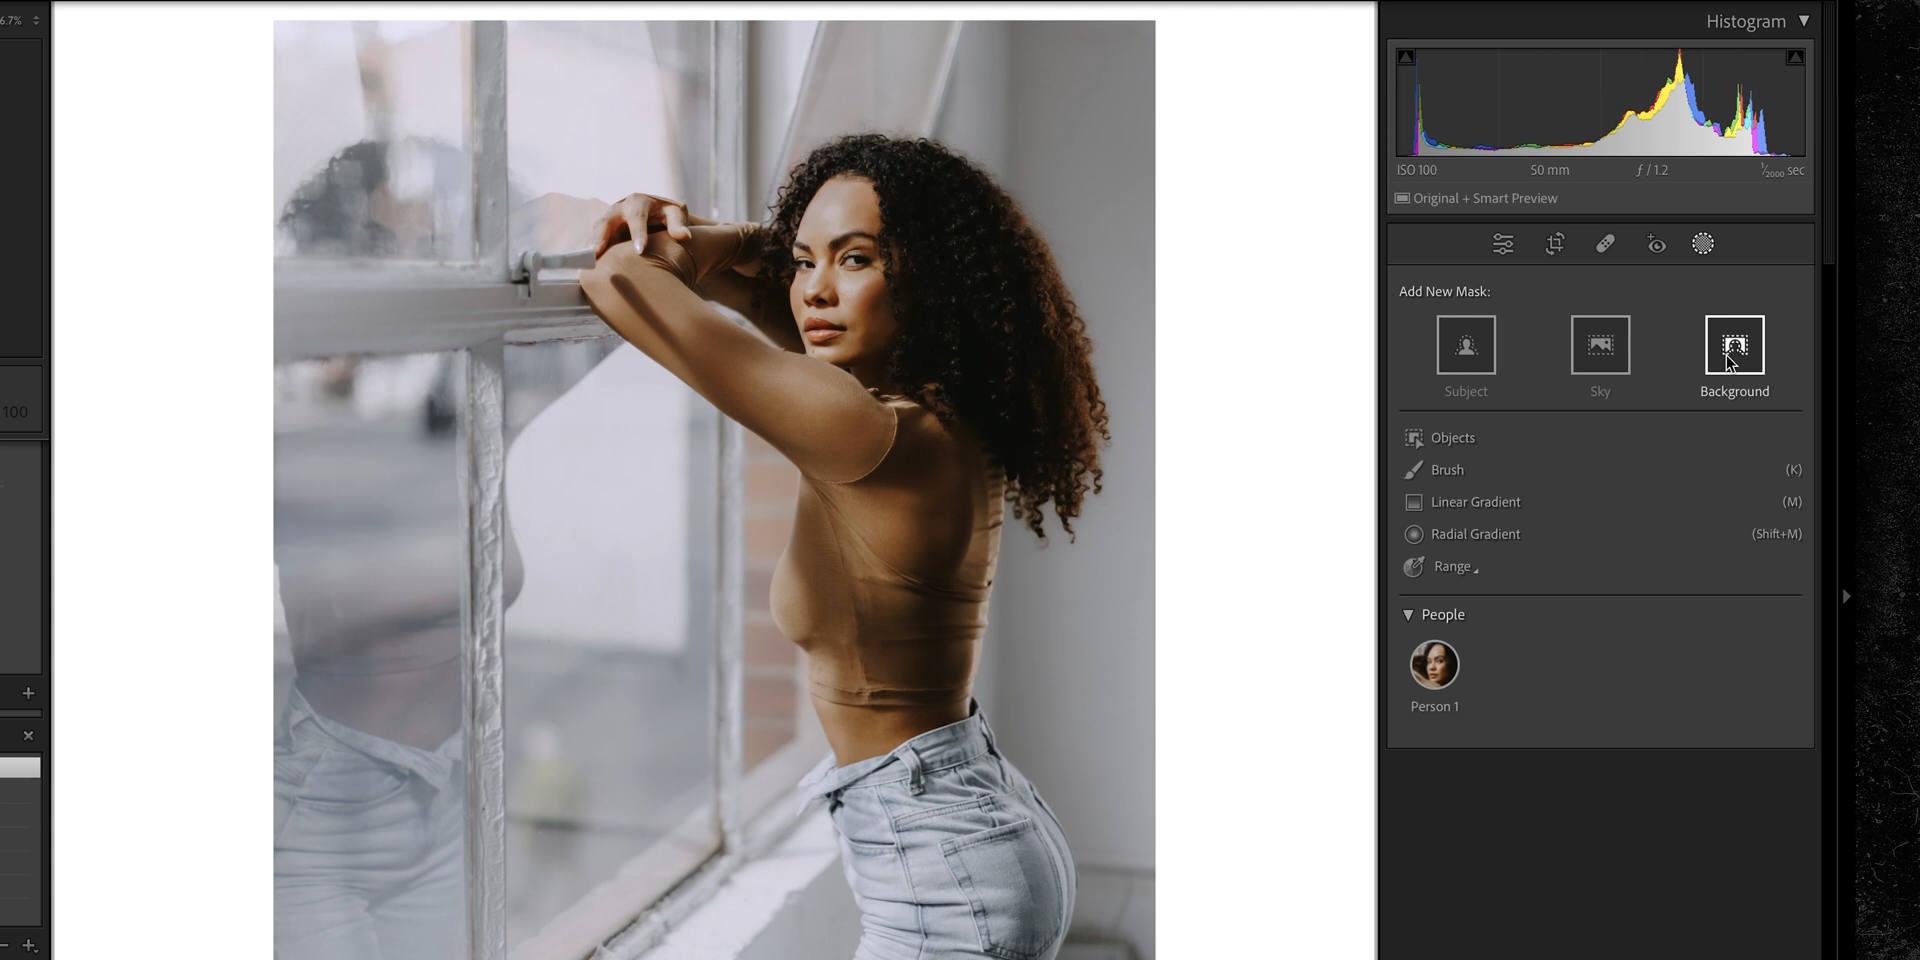 6.7%
Histogram
ISO 100 50 mm ƒ / 1.2 1/2000 sec
Original + Smart Preview
Add New Mask:
Subject Sky Background
100
Objects
Brush (K)
Linear Gradient (M)
Radial Gradient (Shift+M)
Range
People
Person 1